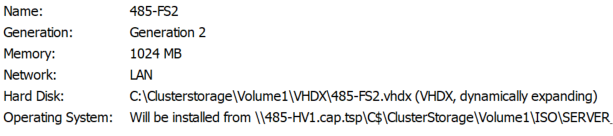 Name: 485-FS2
Generation: Generation 2
Memory: 1024 MB
Network: LAN
Hard Disk: C:\Clusterstorage\Volume1\VHDX\485-FS2.vhdx (VHDX, dynamically expanding)
Operating System: Will be installed from \\485-HV1.cap.tsp\C$\ClusterStorage\Volume1\ISO\SERVER_